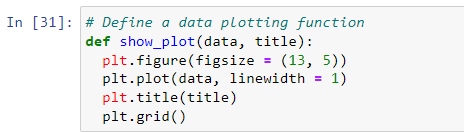 In [31]: # Define a data plotting function
def show_plot(data, title):
  plt.figure(figsize = (13, 5))
  plt.plot(data, linewidth = 1)
  plt.title(title)
  plt.grid()